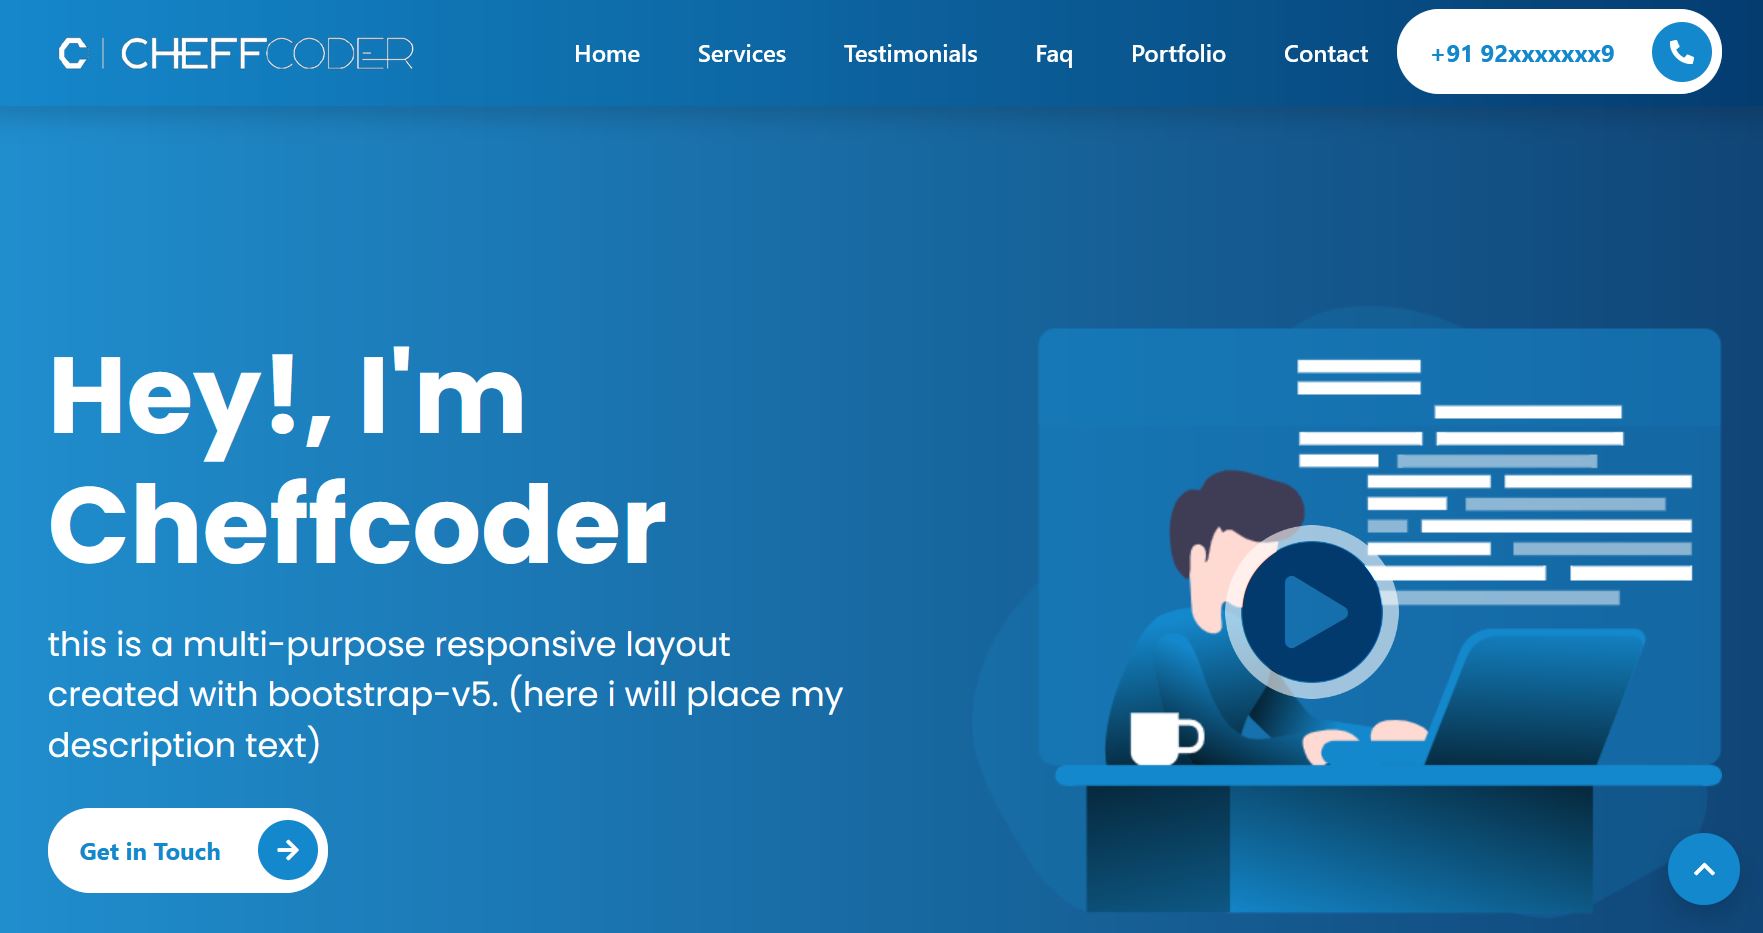 C | CHEFFCODER
Home Services Testimonials Faq Portfolio Contact +91 92xxxxxxx9
Hey!, I'm
Cheffcoder
this is a multi-purpose responsive layout
created with bootstrap-v5. (here i will place my
description text)
Get in Touch